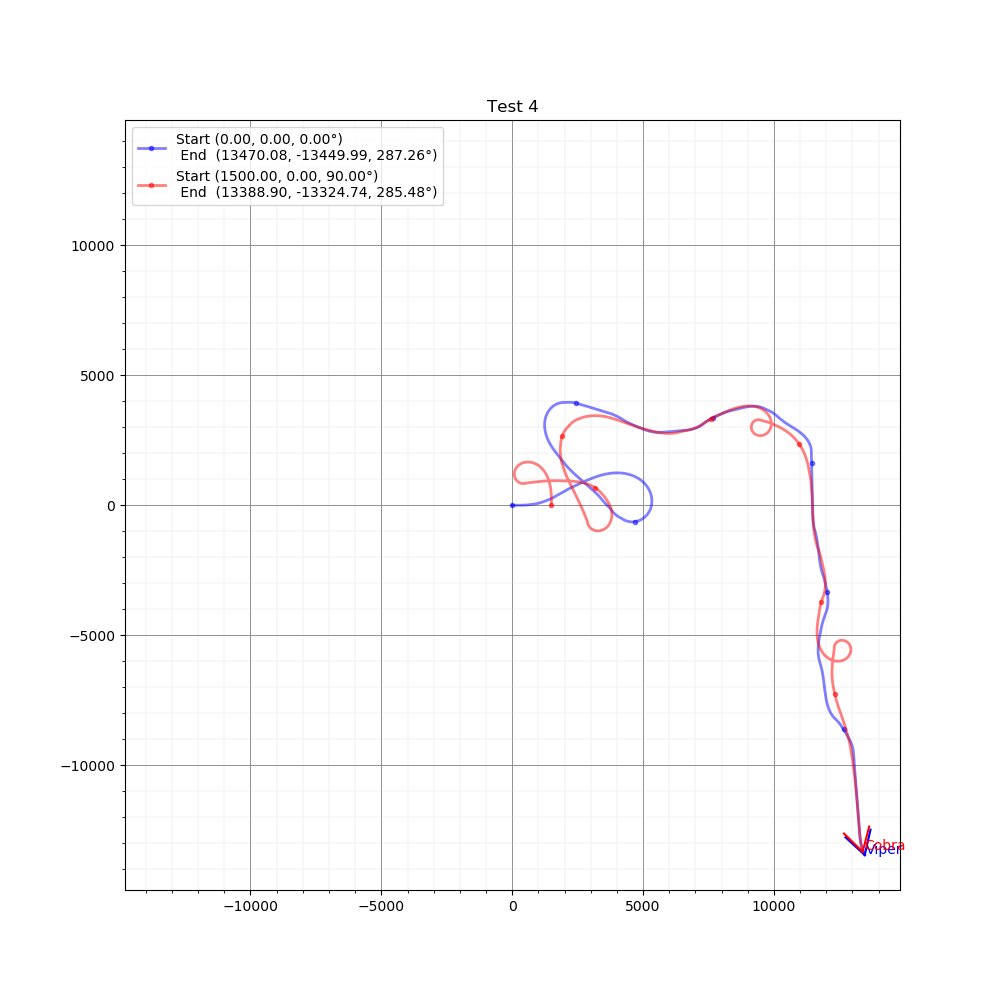 Test 4
Start (0.00, 0.00, 0.00°)
End  (13470.08, -13449.99, 287.26°)
Start (1500.00, 0.00, 90.00°)
End  (13388.90, -13324.74, 285.48°)
10000
5000
0
−5000
−10000
Cobra
Viper
−10000
−5000
0
5000
10000